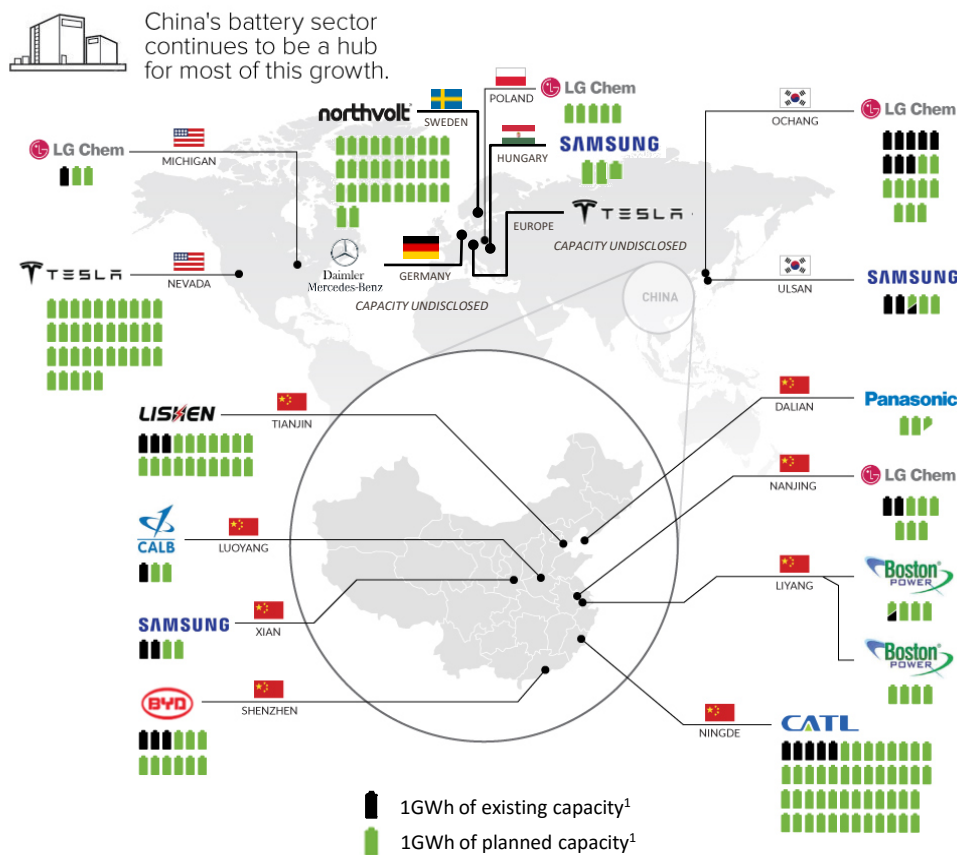 China's battery sector
continues to be a hub
for most of this growth.
northvolt
SWEDEN
POLAND
LG Chem
HUNGARY
SAMSUNG
OCHANG
LG Chem
LG Chem
MICHIGAN
EUROPE
TESLA
CAPACITY UNDISCLOSED
TESLA
NEVADA
Daimler
Mercedes-Benz
GERMANY
CAPACITY UNDISCLOSED
CHINA
ULSAN
SAMSUNG
LISHEN
TIANJIN
DALIAN
Panasonic
NANJING
LG Chem
CALB
LUOYANG
LIYANG
Boston
POWER
SAMSUNG
XIAN
Boston
POWER
BYD
SHENZHEN
NINGDE
CATL
1GWh of existing capacity¹
1GWh of planned capacity¹